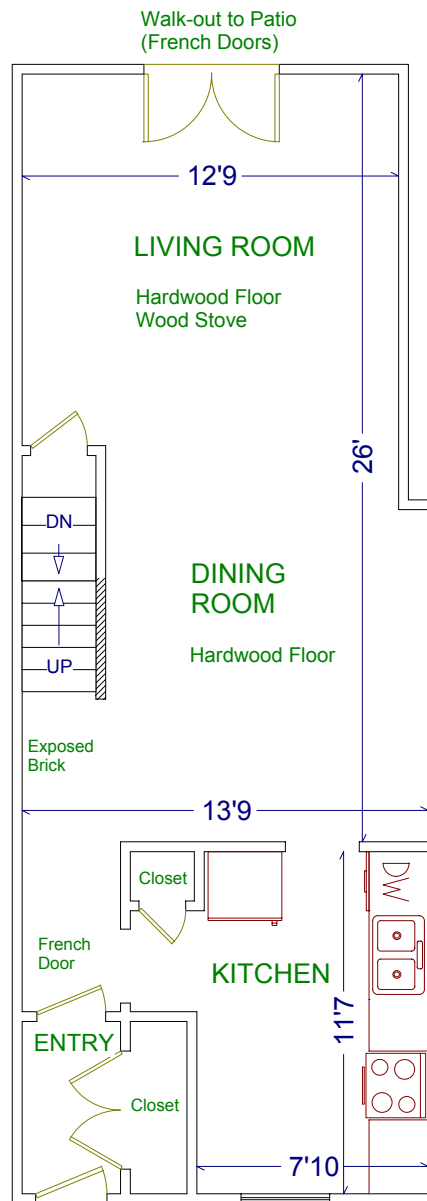 Walk-out to Patio
(French Doors)
12'9
LIVING ROOM
Hardwood Floor
Wood Stove
26'
DN
DINING
ROOM
UP
Hardwood Floor
Exposed
Brick
13'9
Closet
DW
French
Door
KITCHEN
11'7
ENTRY
Closet
7'10